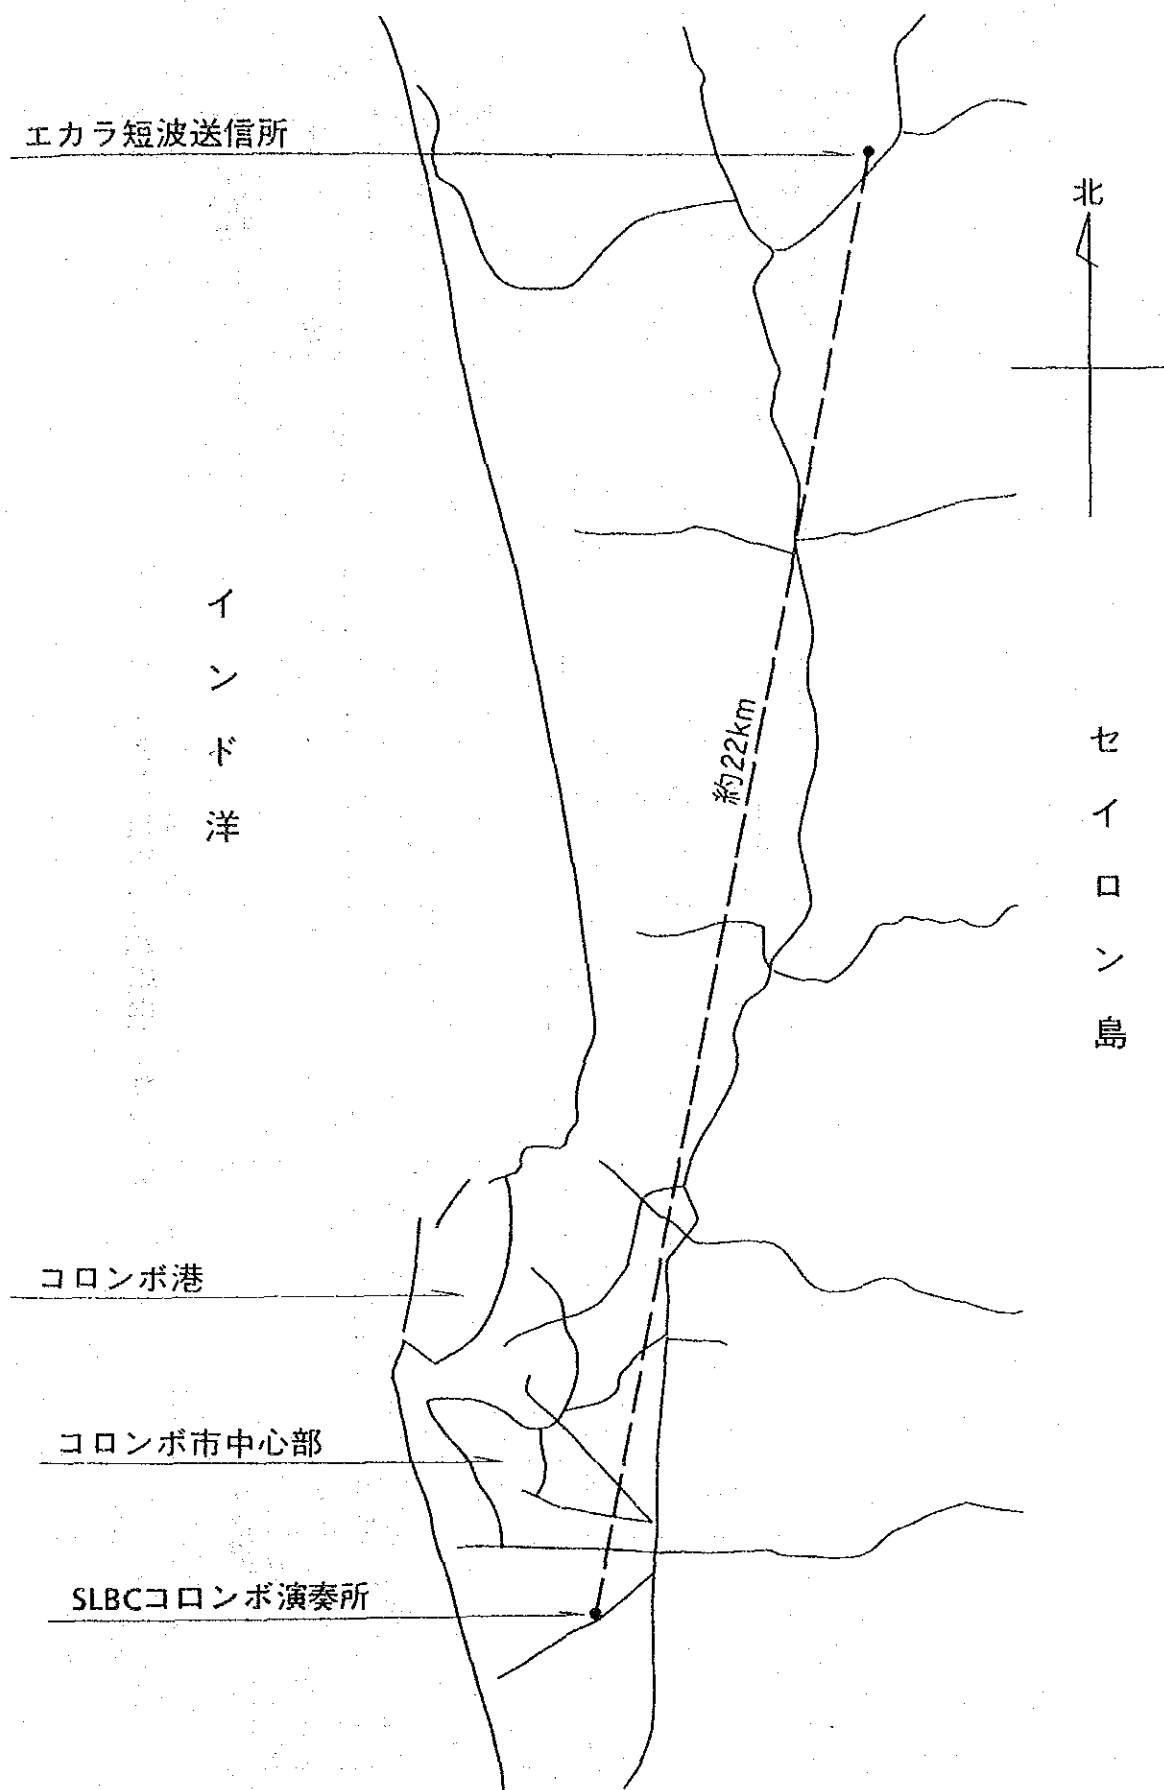 エカラ短波送信所
北
インド洋
約22km
セイロン島
コロンボ港
コロンボ市中心部
SLBCコロンボ演奏所